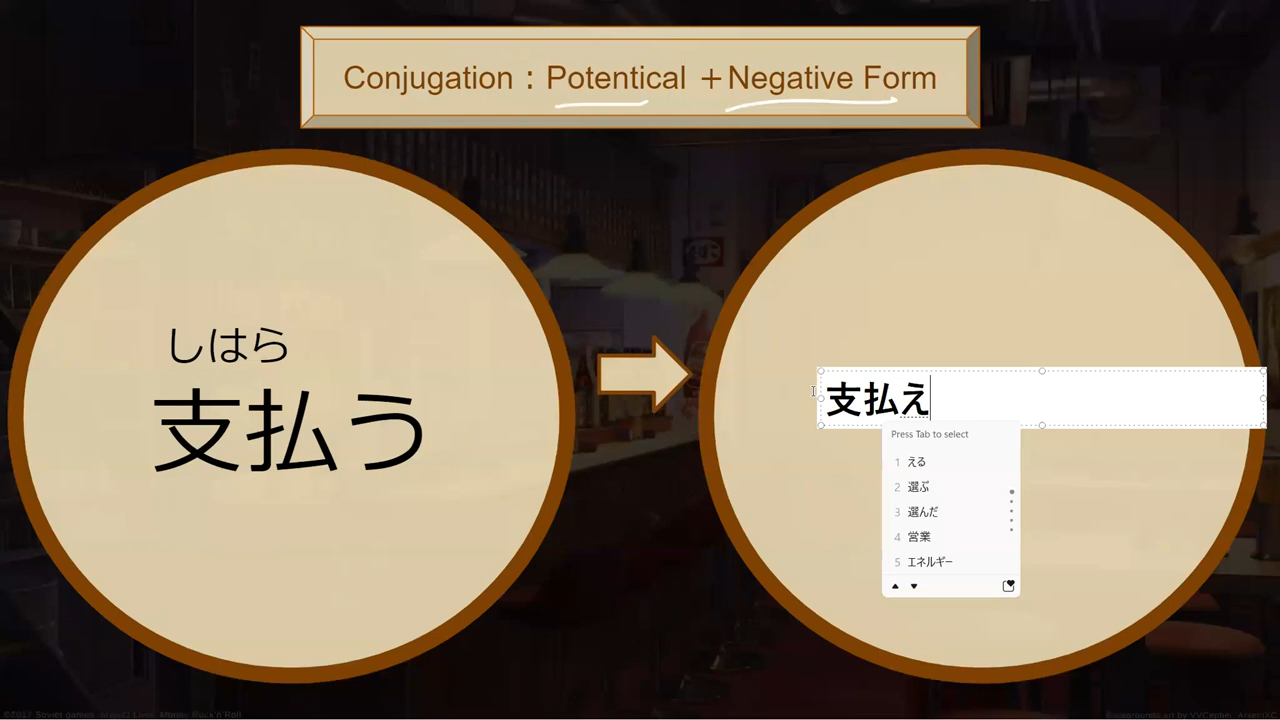 Conjugation：Potentical ＋Negative Form
しはら
支払う
支払え
Press Tab to select
1 える
2 選ぶ
3 選んだ
4 営業
5 エネルギー